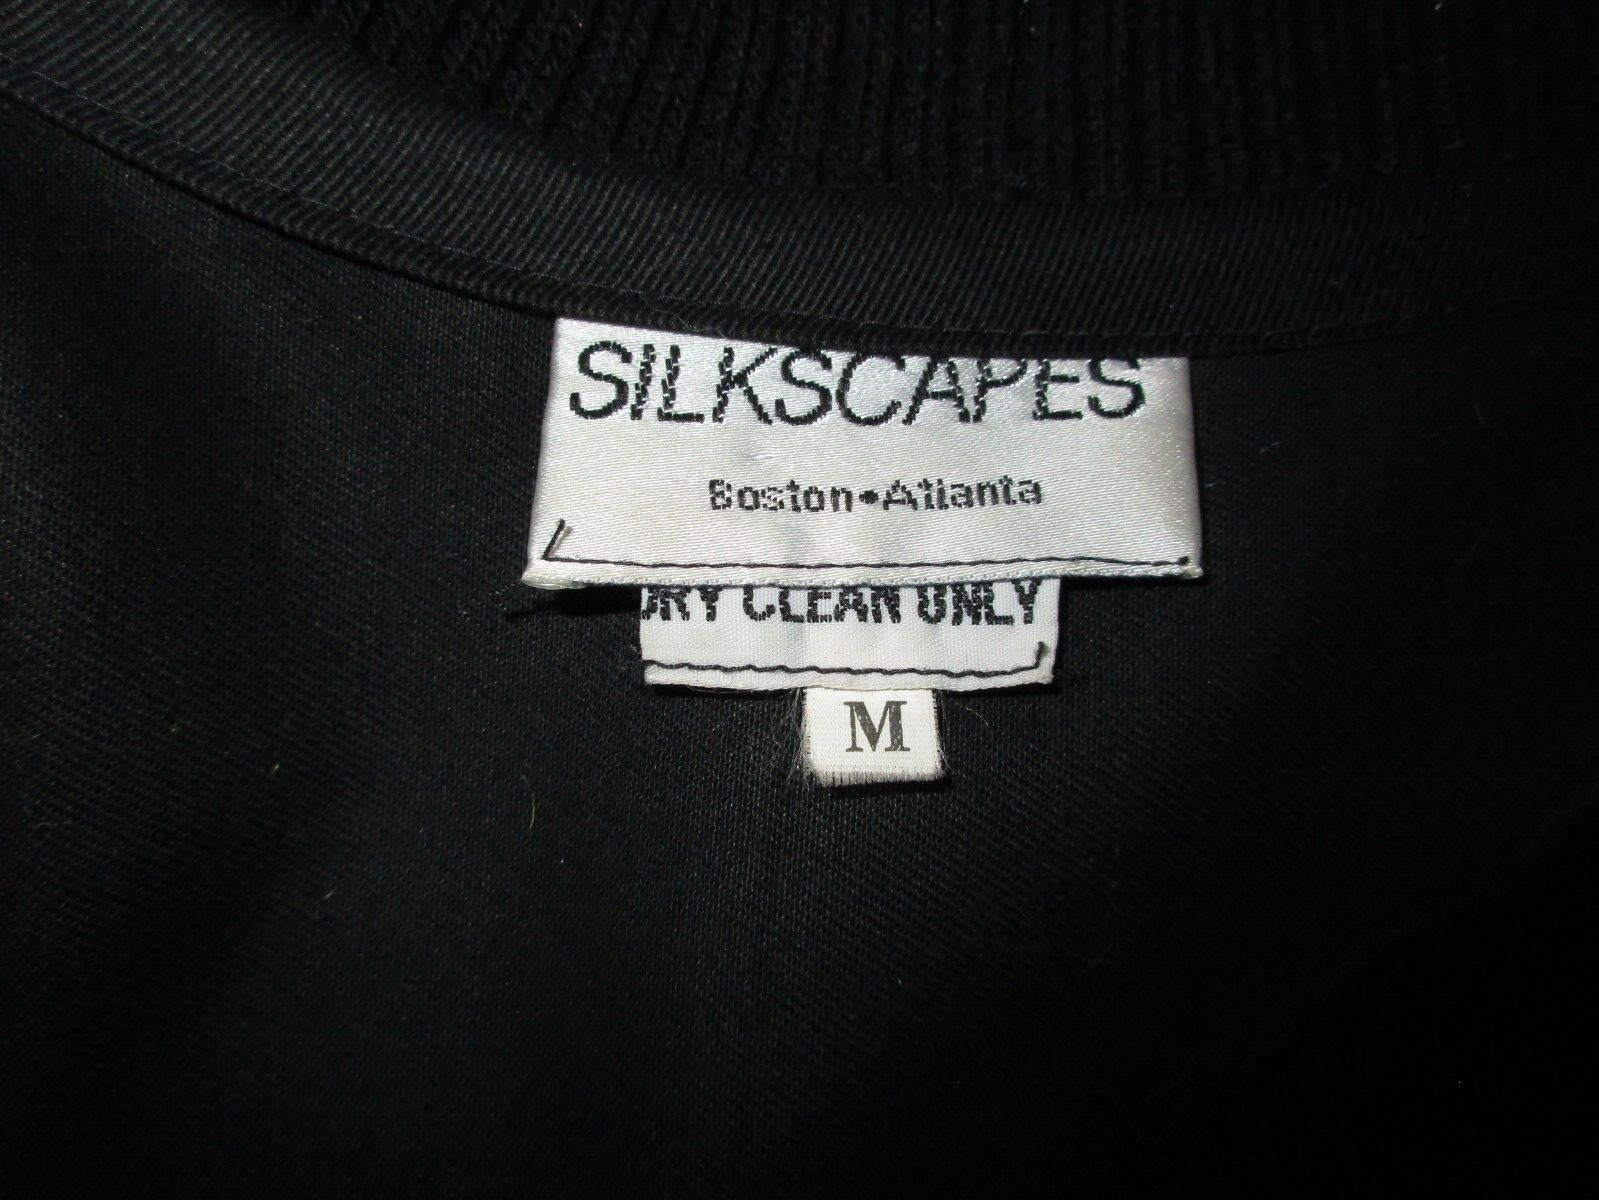 SILKSCAPES
Boston•Atlanta
DRY CLEAN ONLY
M